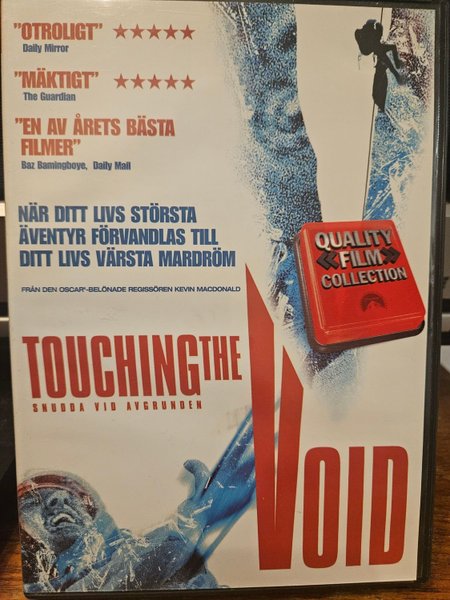 "OTROLIGT" ★★★★★
Daily Mirror
"MÄKTIGT" ★★★★★
The Guardian
"EN AV ÅRETS BÄSTA
FILMER"
Baz Bamingboye, Daily Mail
NÄR DITT LIVS STÖRSTA
ÄVENTYR FÖRVANDLAS TILL
DITT LIVS VÄRSTA MARDRÖM
FRÅN DEN OSCAR®-BELÖNADE REGISSÖREN KEVIN MACDONALD
QUALITY
«FILM»
COLLECTION
TOUCHING THE
VOID
SNUDDA VID AVGRUNDEN